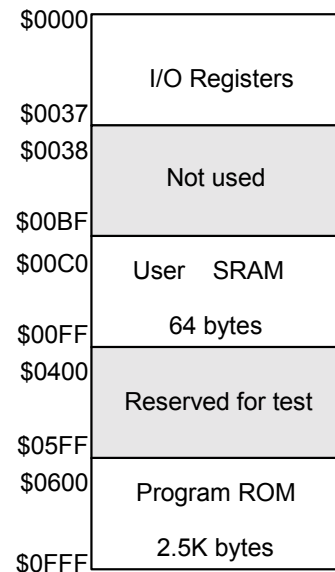 $0000
I/O Registers
$0037
$0038
Not used
$00BF
$00C0
User SRAM
64 bytes
$00FF
$0400
Reserved for test
$05FF
$0600
Program ROM
2.5K bytes
$0FFF